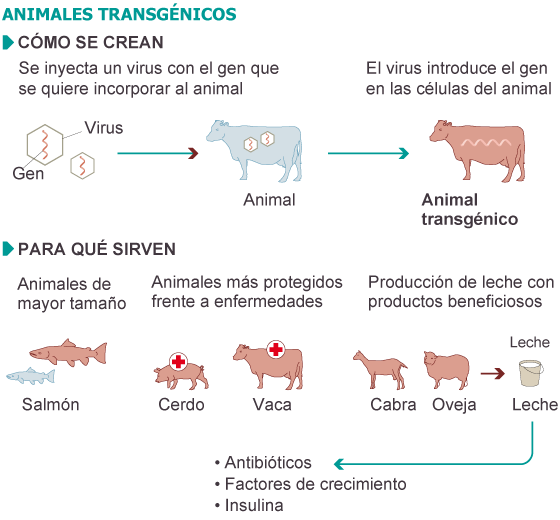 ANIMALES TRANSGÉNICOS
CÓMO SE CREAN
Se inyecta un virus con el gen que
se quiere incorporar al animal
El virus introduce el gen
en las células del animal
Virus
Gen
Animal
Animal
transgénico
PARA QUÉ SIRVEN
Animales de
mayor tamaño
Animales más protegidos
frente a enfermedades
Producción de leche con
productos beneficiosos
Leche
Salmón
Cerdo
Vaca
Cabra
Oveja
Leche
• Antibióticos
• Factores de crecimiento
• Insulina